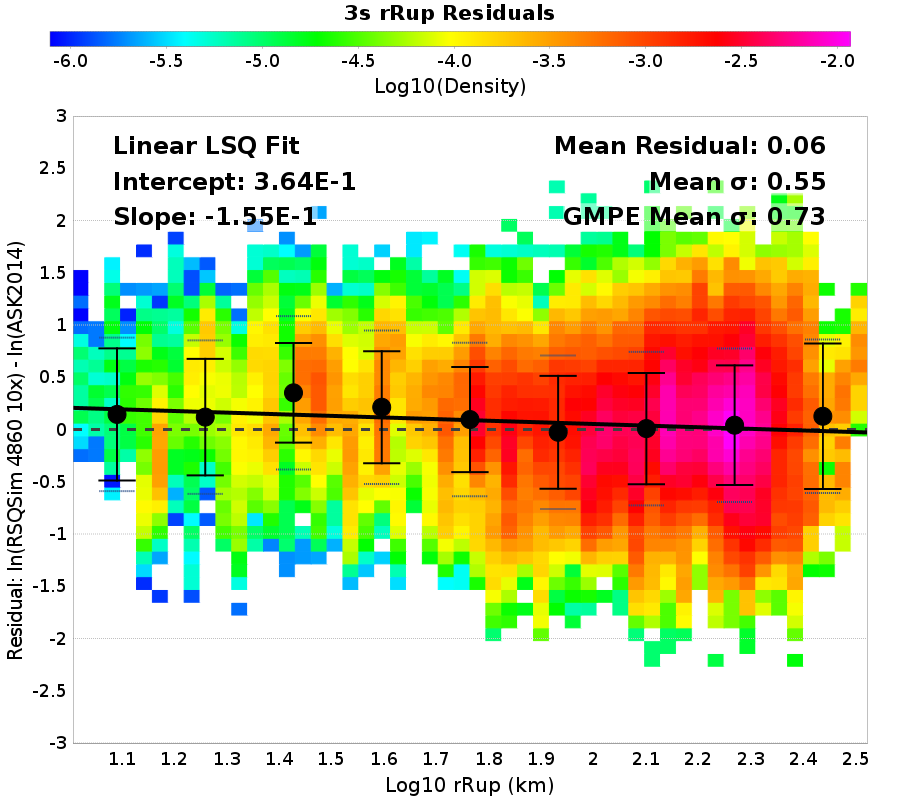 3s rRup Residuals
-6.0 -5.5 -5.0 -4.5 -4.0 -3.5 -3.0 -2.5 -2.0
Log10(Density)
Linear LSQ Fit
Intercept: 3.64E-1
Slope: -1.55E-1
Mean Residual: 0.06
Mean σ: 0.55
GMPE Mean σ: 0.73
Residual: ln(RSQSim 4860 10x) - ln(ASK2014)
3
2.5
2
1.5
1
0.5
0
-0.5
-1
-1.5
-2
-2.5
-3
1.1 1.2 1.3 1.4 1.5 1.6 1.7 1.8 1.9 2 2.1 2.2 2.3 2.4 2.5
Log10 rRup (km)